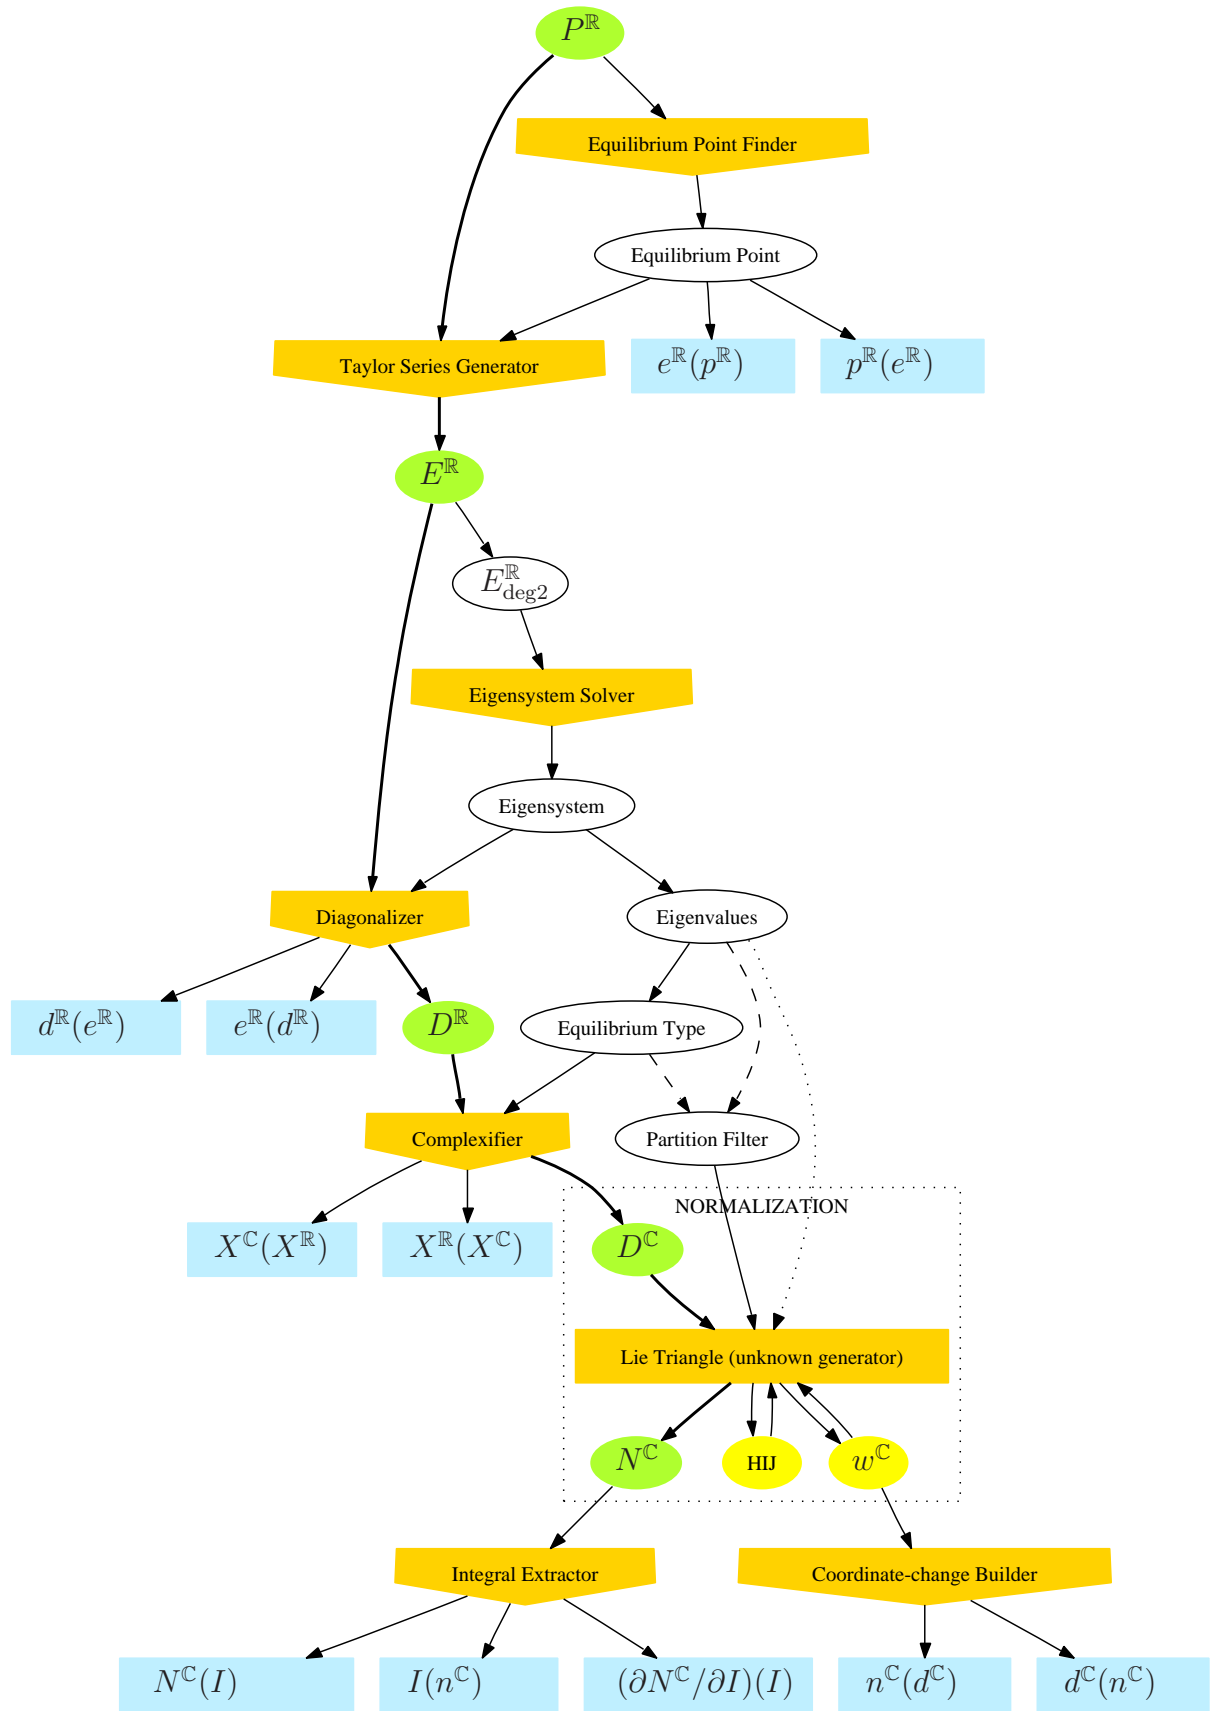 P^ℝ
Equilibrium Point Finder
Equilibrium Point
Taylor Series Generator
e^ℝ(p^ℝ)
p^ℝ(e^ℝ)
E^ℝ
E^ℝ_deg2
Eigensystem Solver
Eigensystem
Diagonalizer
Eigenvalues
d^ℝ(e^ℝ)
e^ℝ(d^ℝ)
D^ℝ
Equilibrium Type
Complexifier
Partition Filter
NORMALIZATION
X^ℂ(X^ℝ)
X^ℝ(X^ℂ)
D^ℂ
Lie Triangle (unknown generator)
N^ℂ
HIJ
w^ℂ
Integral Extractor
Coordinate-change Builder
N^ℂ(I)
I(n^ℂ)
(∂N^ℂ/∂I)(I)
n^ℂ(d^ℂ)
d^ℂ(n^ℂ)